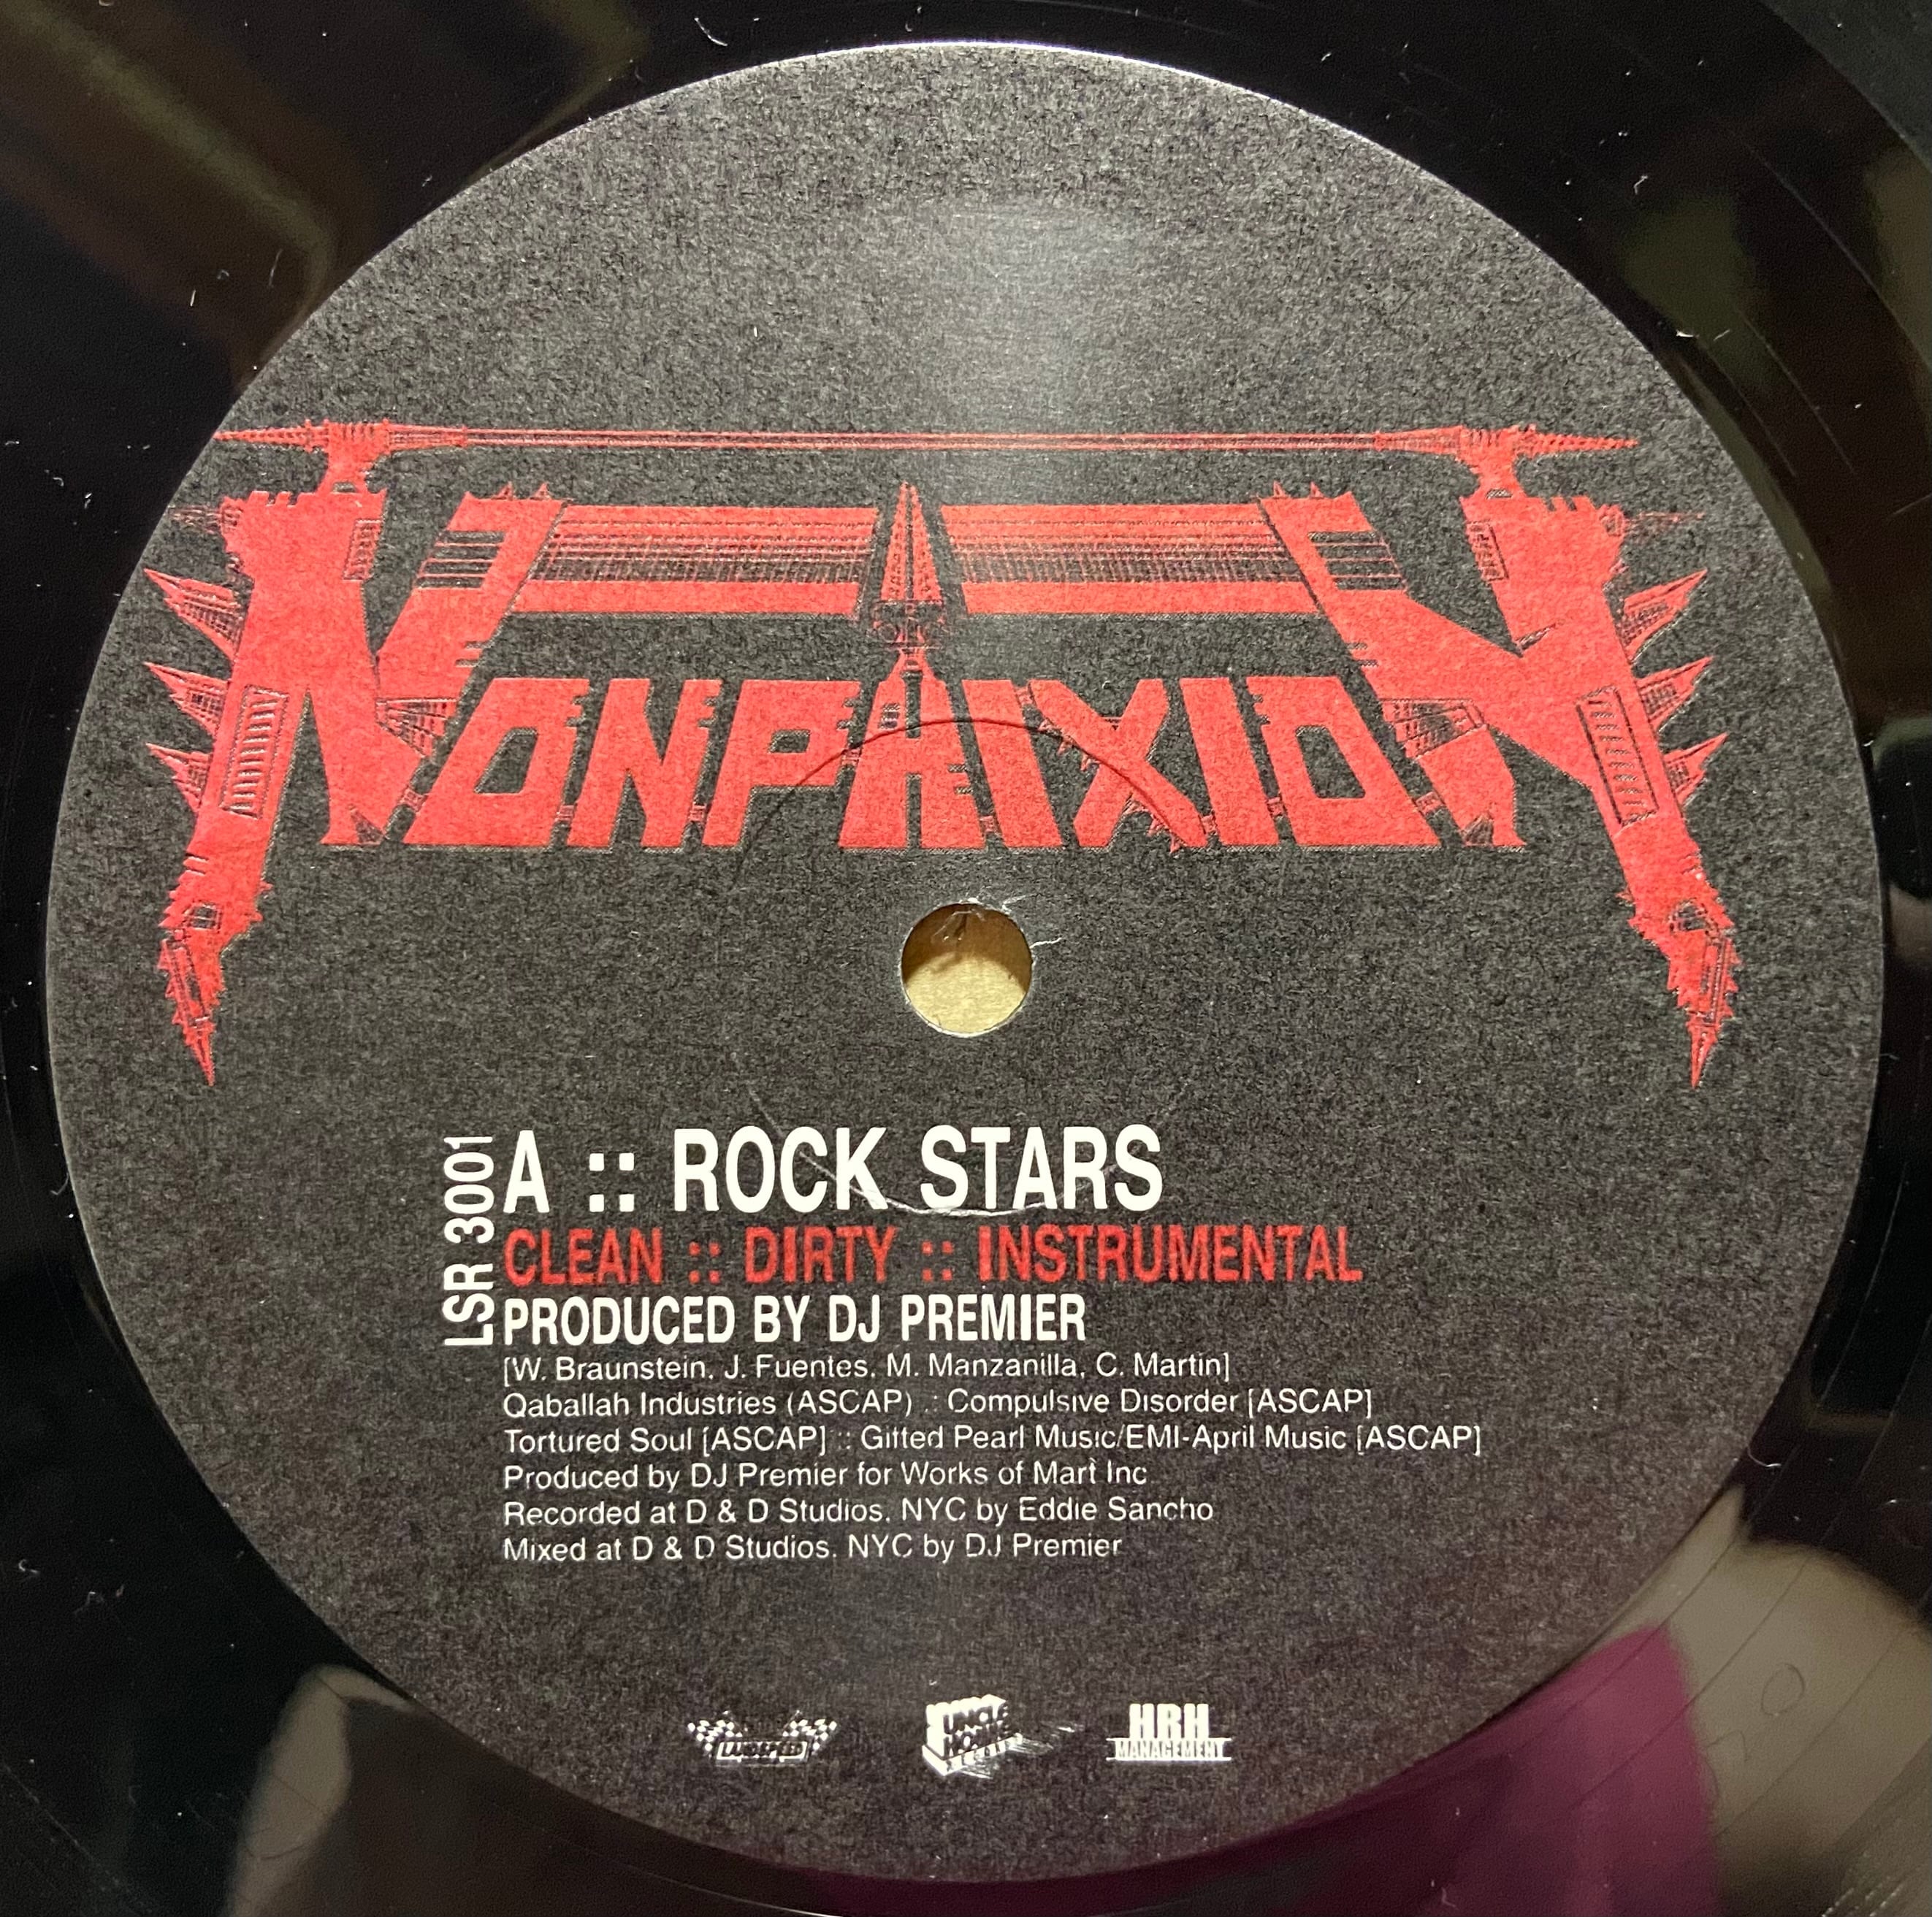 NONPHIXION
LSR 3001
A :: ROCK STARS
CLEAN :: DIRTY :: INSTRUMENTAL
PRODUCED BY DJ PREMIER
[W. Braunstein, J. Fuentes, M. Manzanilla, C. Martin]
Qaballah Industries (ASCAP) :: Compulsive Disorder [ASCAP]
Tortured Soul [ASCAP] :: Gifted Pearl Music/EMI-April Music [ASCAP]
Produced by DJ Premier for Works of Mart Inc
Recorded at D & D Studios, NYC by Eddie Sancho
Mixed at D & D Studios, NYC by DJ Premier
LANDSPEED
UNCLE HOWIE
HRH
MANAGEMENT